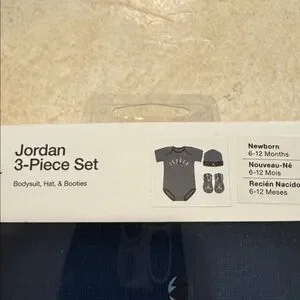 Jordan
3-Piece Set
Bodysuit, Hat, & Booties
JORDAN
Newborn
6-12 Months
Nouveau-Né
6-12 Mois
Recién Nacido
6-12 Meses